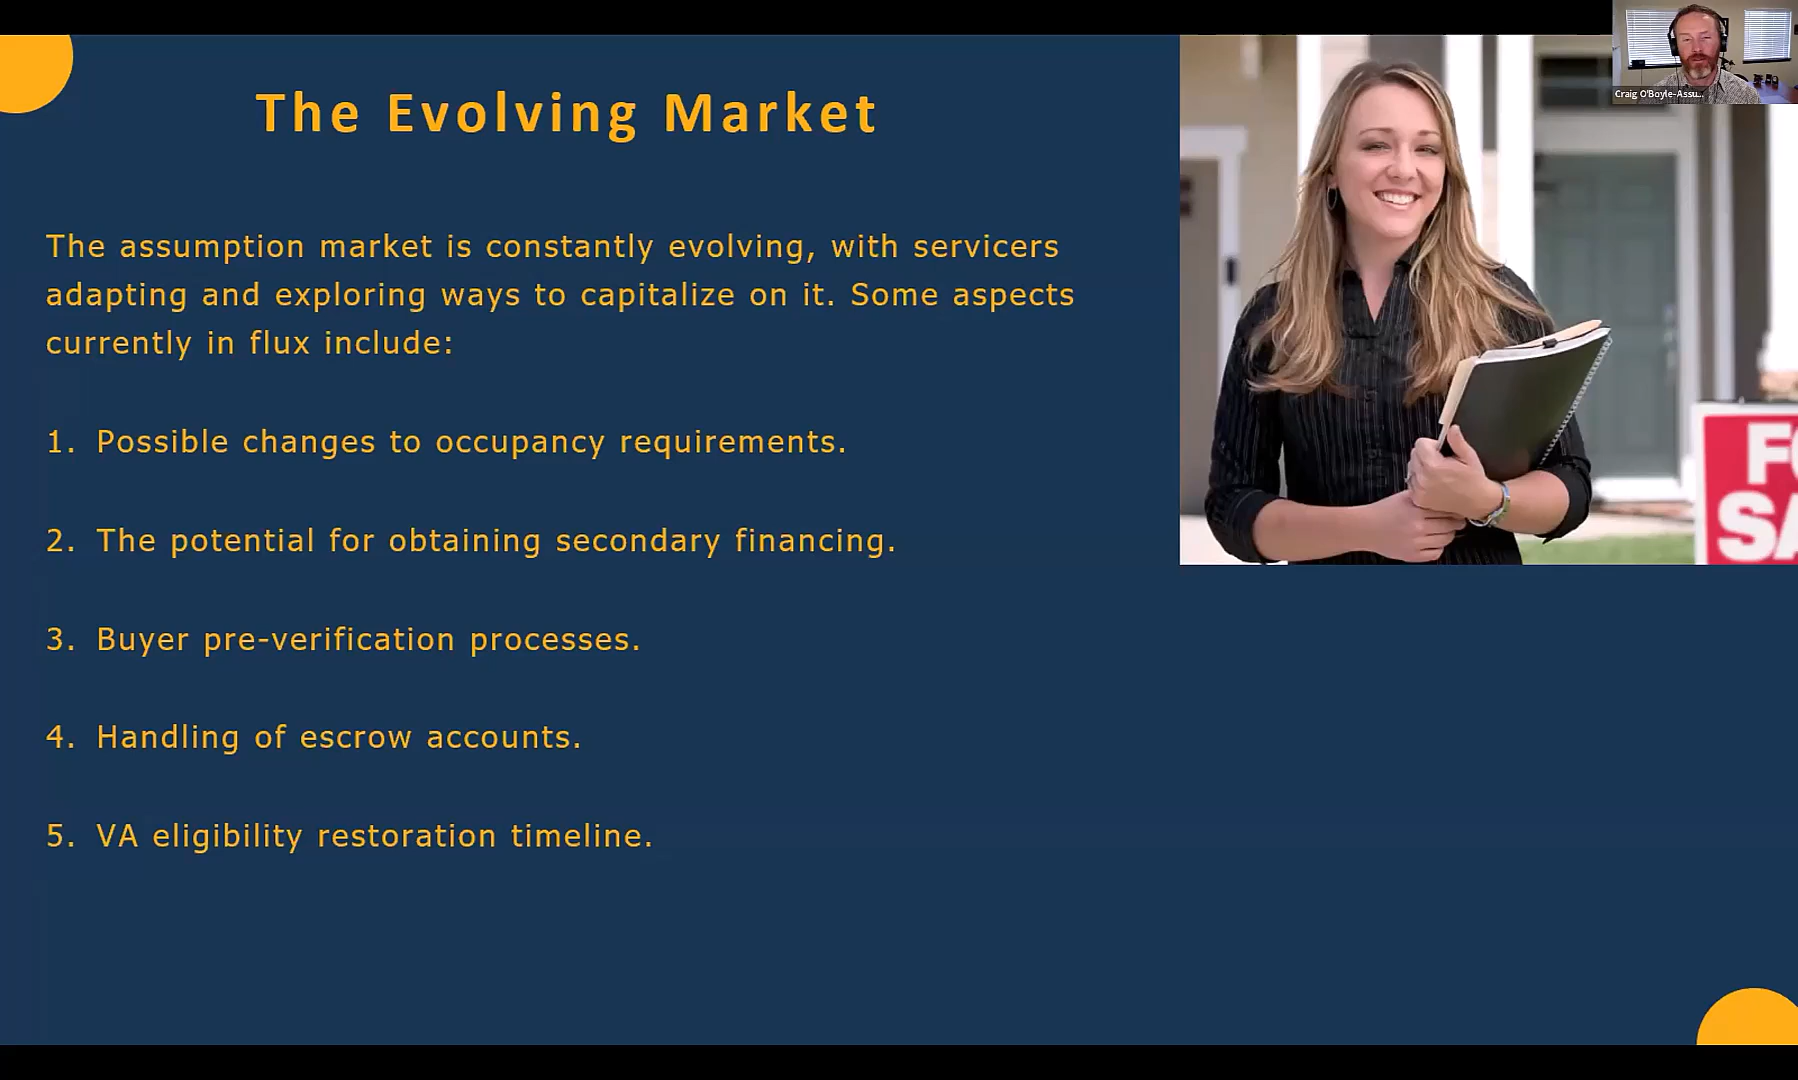 The Evolving Market
The assumption market is constantly evolving, with servicers
adapting and exploring ways to capitalize on it. Some aspects
currently in flux include:
1. Possible changes to occupancy requirements.
2. The potential for obtaining secondary financing.
3. Buyer pre-verification processes.
4. Handling of escrow accounts.
5. VA eligibility restoration timeline.
Craig O'Boyle-Assu...
FO
SA